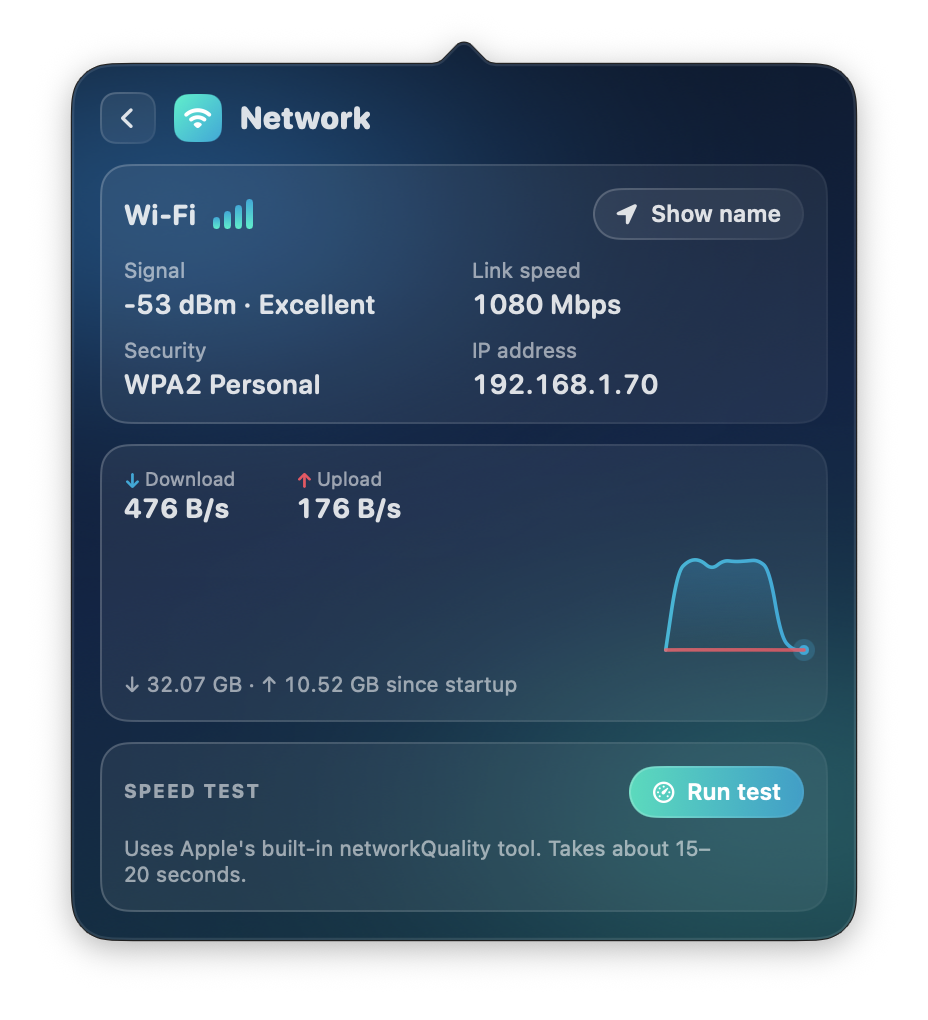 Network
Wi-Fi
Show name
Signal
Link speed
-53 dBm · Excellent
1080 Mbps
Security
IP address
WPA2 Personal
192.168.1.70
↓ Download
↑ Upload
476 B/s
176 B/s
↓ 32.07 GB · ↑ 10.52 GB since startup
SPEED TEST
Run test
Uses Apple's built-in networkQuality tool. Takes about 15–
20 seconds.